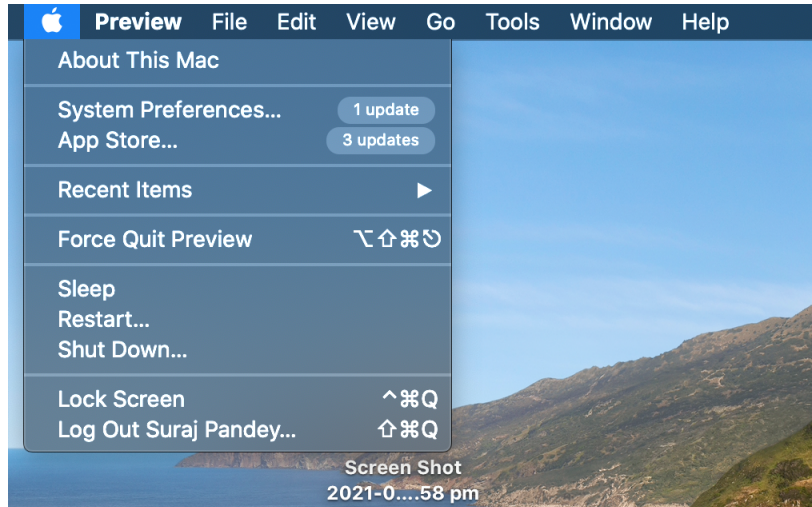 Preview File Edit View Go Tools Window Help
About This Mac
System Preferences... 1 update
App Store... 3 updates
Recent Items ▶
Force Quit Preview ⌥⇧⌘⎋
Sleep
Restart...
Shut Down...
Lock Screen ^⌘Q
Log Out Suraj Pandey... ⇧⌘Q
Screen Shot
2021-0....58 pm